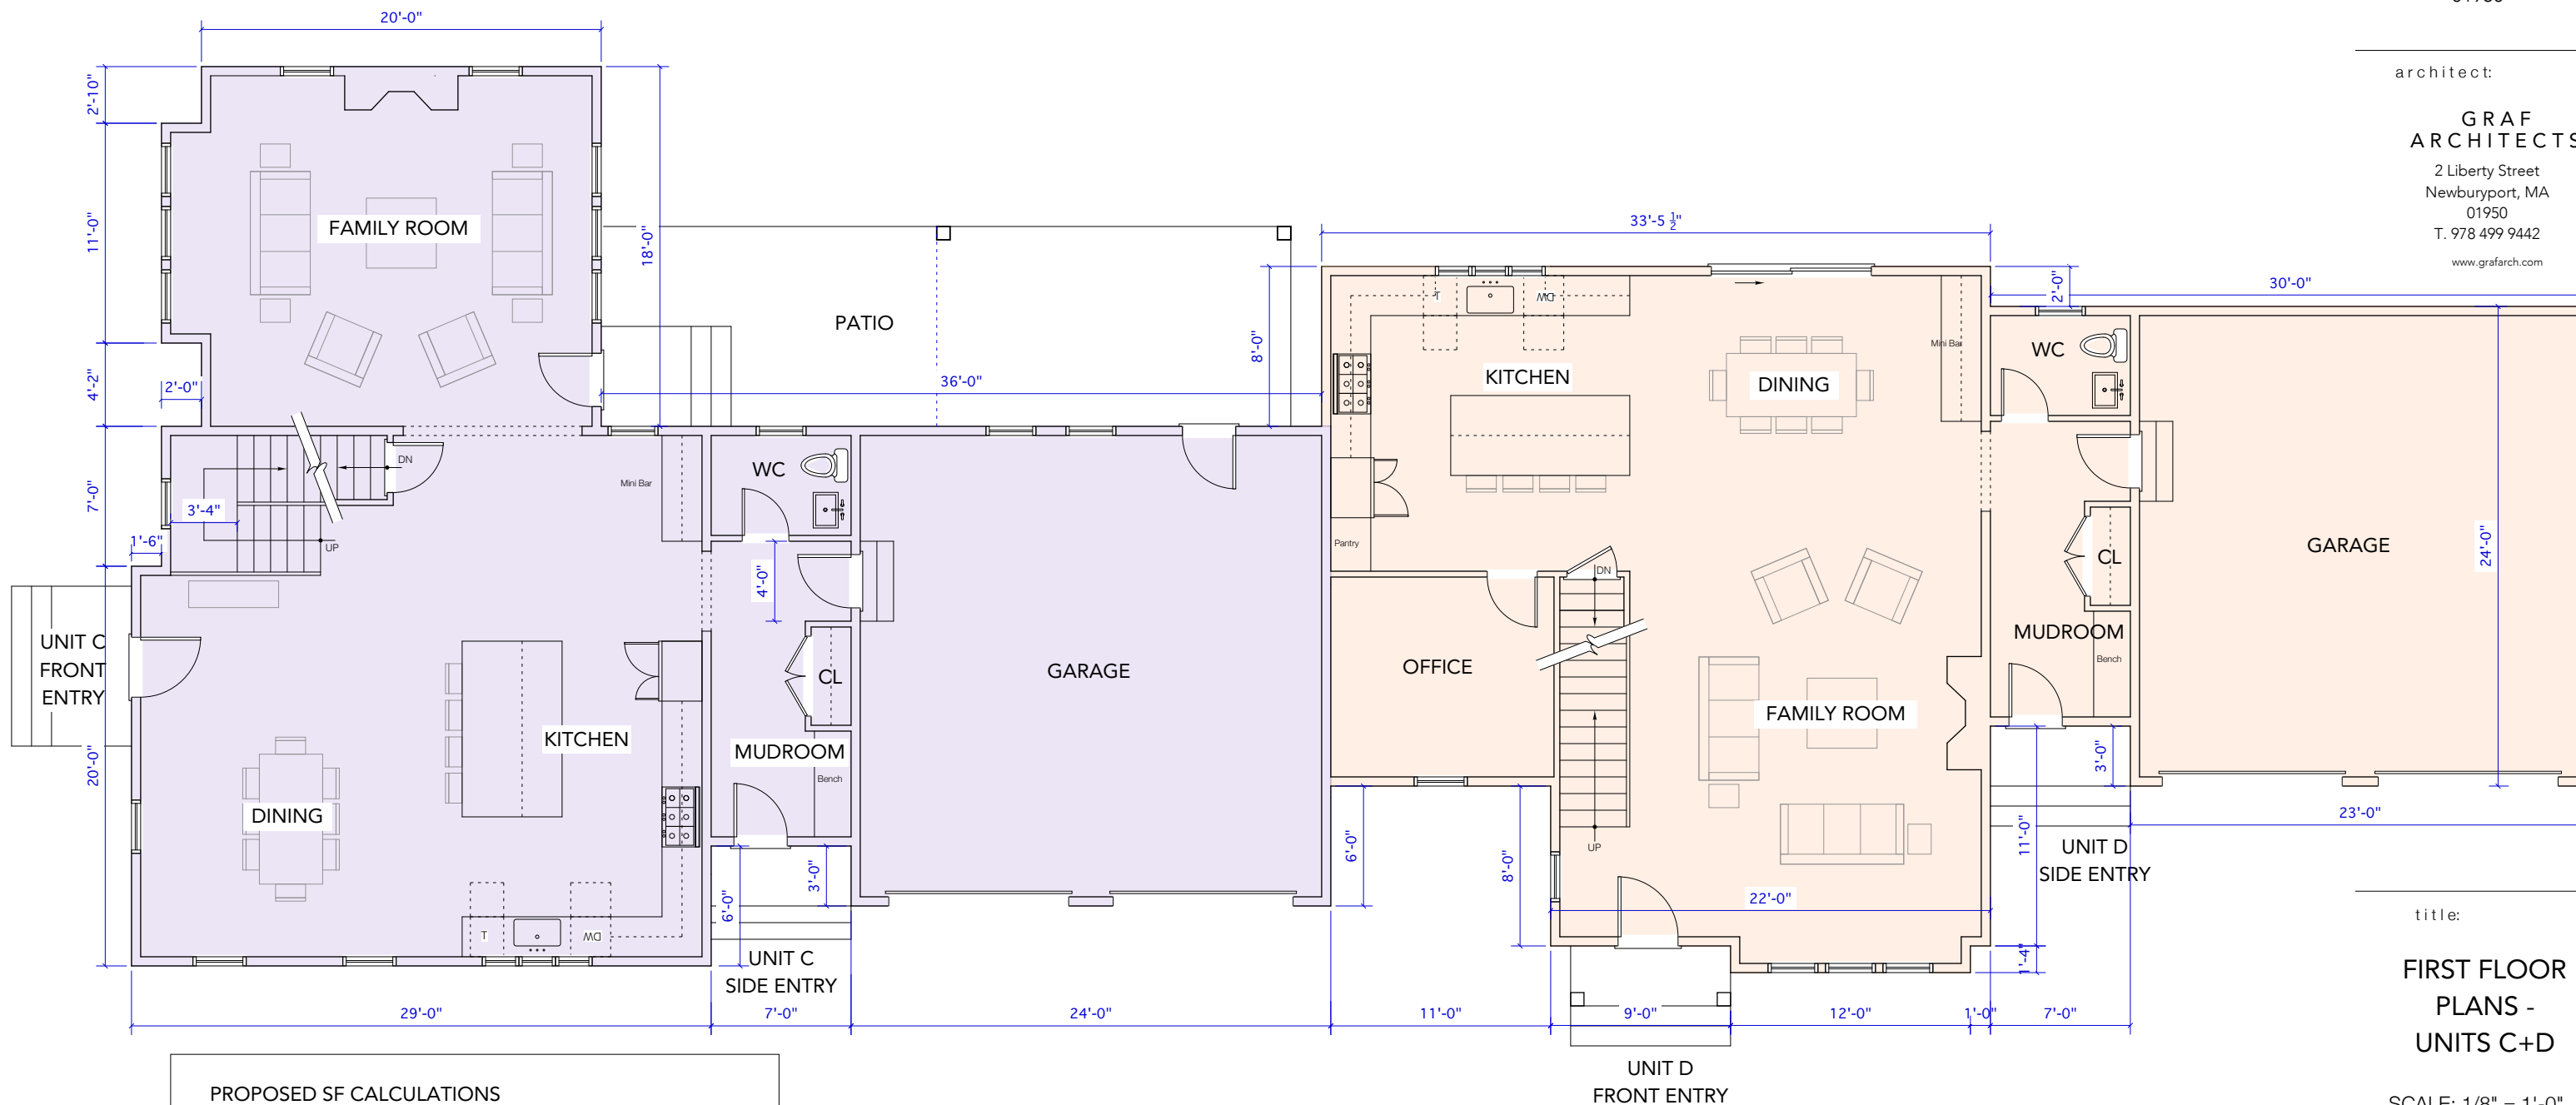 20'-0"
architect:
GRAF
ARCHITECTS
2 Liberty Street
Newburyport, MA
01950
T. 978 499 9442
www.grafarch.com
2'-10"
11'-0"
4'-2"
2'-0"
18'-0"
FAMILY ROOM
PATIO
36'-0"
8'-0"
33'-5 1/2"
2'-0"
30'-0"
T
DW
KITCHEN
DINING
Mini Bar
WC
7'-0"
3'-4"
1'-6"
DN
UP
Mini Bar
WC
4'-0"
Pantry
DN
CL
GARAGE
24'-0"
UNIT C
FRONT
ENTRY
20'-0"
KITCHEN
DINING
CL
MUDROOM
Bench
GARAGE
OFFICE
UP
FAMILY ROOM
MUDROOM
Bench
3'-0"
23'-0"
T
DW
6'-0"
3'-0"
6'-0"
8'-0"
22'-0"
11'-0"
1'-4"
UNIT D
SIDE ENTRY
UNIT C
SIDE ENTRY
29'-0"
7'-0"
24'-0"
11'-0"
9'-0"
12'-0"
1'-0"
7'-0"
UNIT D
FRONT ENTRY
title:
FIRST FLOOR
PLANS -
UNITS C+D
SCALE: 1/8" = 1'-0"
PROPOSED SF CALCULATIONS